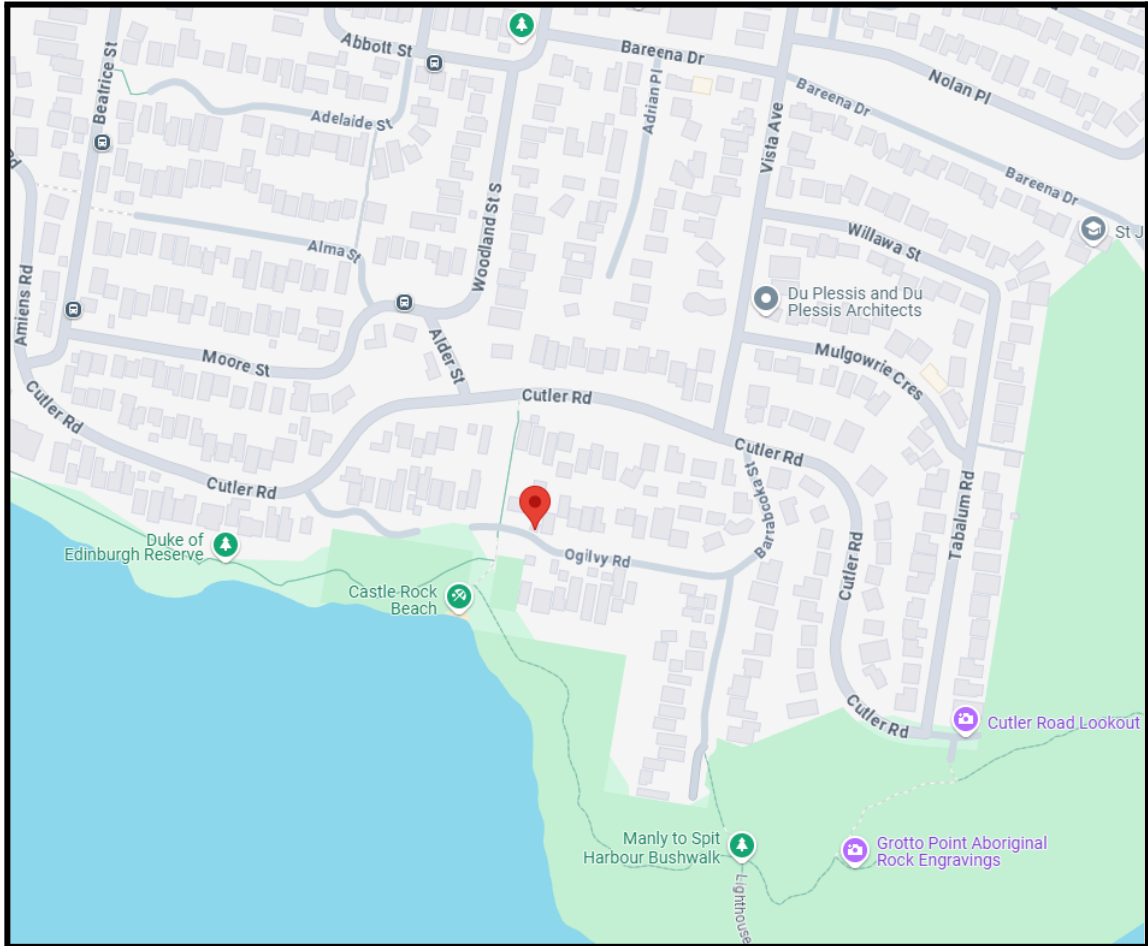 Abbott St
Bareena Dr
Beatrice St
Adelaide St
Adrian Pl
Nolan Pl
Bareena Dr
Vista Ave
Rd
Bareena Dr
Alma St
Woodland St S
Willawa St
St J
Amiens Rd
Du Plessis and Du
Plessis Architects
Moore St
Alder St
Mulgowrie Cres
Cutler Rd
Cutler Rd
Cutler Rd
Cutler Rd
Barrabooka St
Tabalum Rd
Duke of
Edinburgh Reserve
Ogilvy Rd
Cutler Rd
Castle Rock
Beach
Cutler Rd
Cutler Road Lookout
Manly to Spit
Harbour Bushwalk
Grotto Point Aboriginal
Rock Engravings
Lighthouse